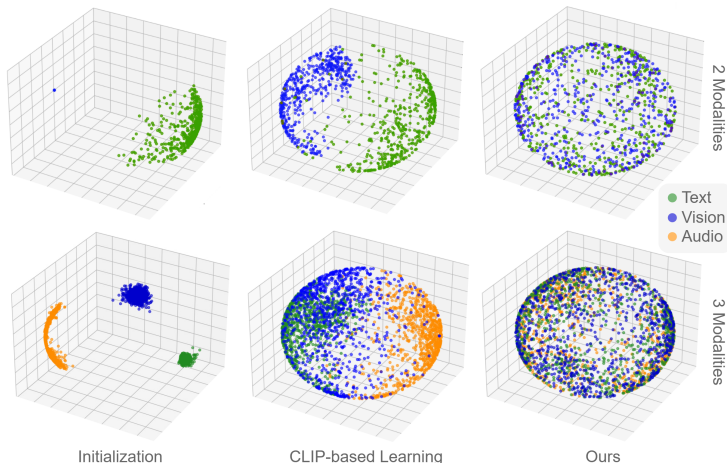 2 Modalities
Text
Vision
Audio
3 Modalities
Initialization
CLIP-based Learning
Ours